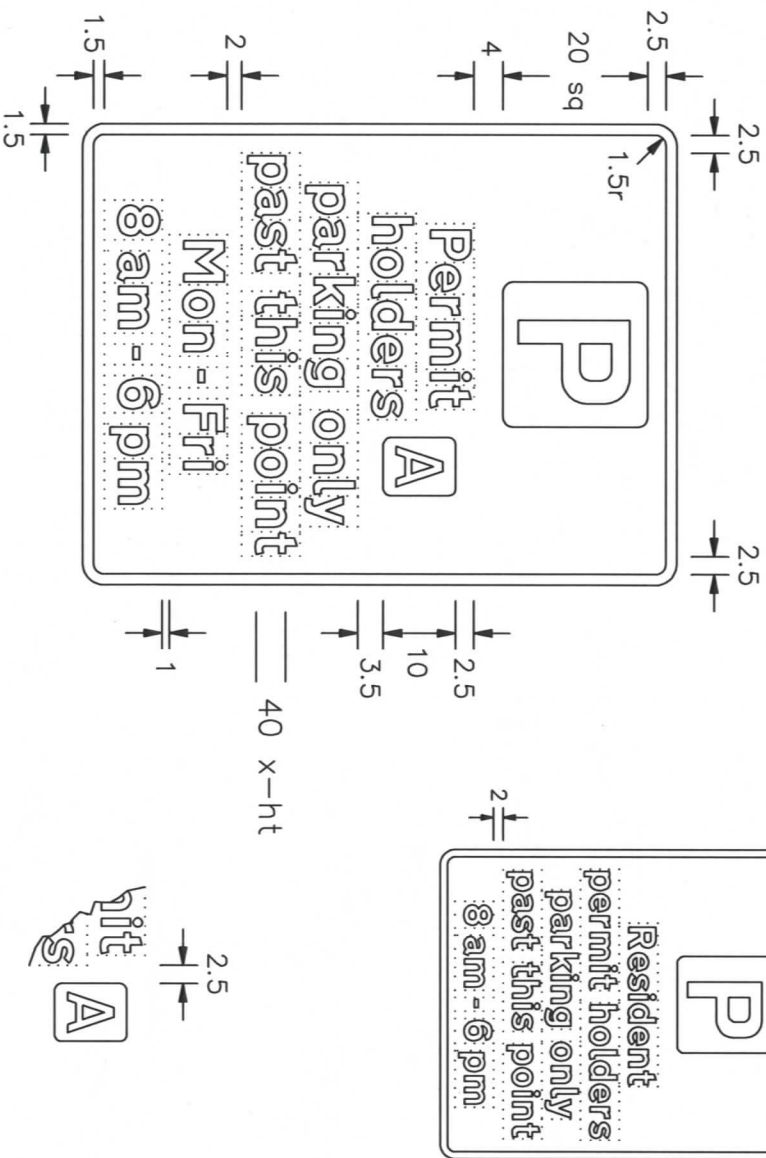 2.5
20 sq
4
2
1.5
2.5
1.5r
1.5
P
Permit
holders
A
parking only
past this point
Mon - Fri
8 am - 6 pm
2.5
2.5
10
3.5
40 x-ht
1
P
Resident
permit holders
parking only
past this point
8 am - 6 pm
2
2.5
nit
rs
A